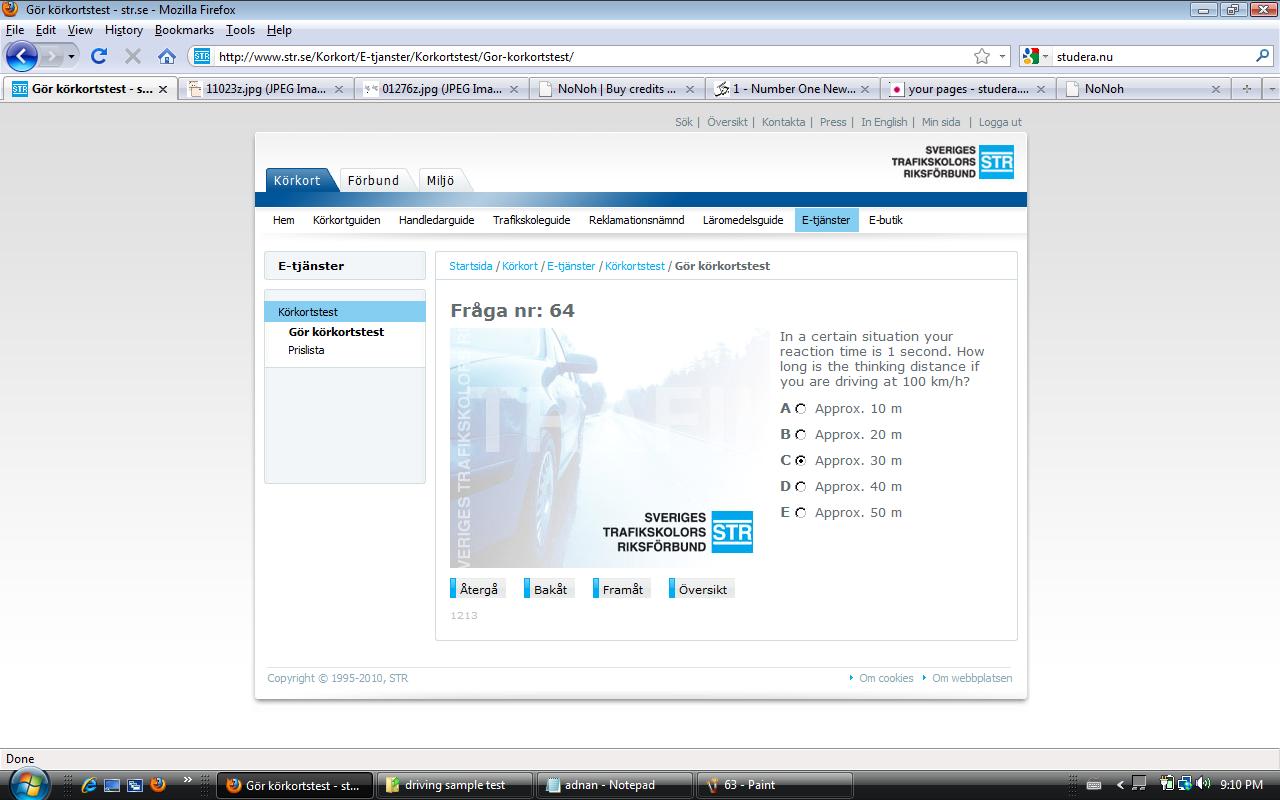 Gör körkortstest - str.se - Mozilla Firefox
File Edit View History Bookmarks Tools Help
STR http://www.str.se/Korkort/E-tjanster/Korkortstest/Gor-korkortstest/ studera.nu
STR Gör körkortstest - s... 11023z.jpg (JPEG Ima... 01276z.jpg (JPEG Ima... NoNoh | Buy credits ... 1 - Number One New... your pages - studera.... NoNoh
Sök | Översikt | Kontakta | Press | In English | Min sida | Logga ut
SVERIGES
TRAFIKSKOLORS STR
RIKSFÖRBUND
Körkort Förbund Miljö
Hem Körkortguiden Handledarguide Trafikskoleguide Reklamationsnämnd Läromedelsguide E-tjänster E-butik
E-tjänster
Körkortstest
Gör körkortstest
Prislista
Startsida / Körkort / E-tjänster / Körkortstest / Gör körkortstest
Fråga nr: 64
SVERIGES TRAFIKSKOLORS
TRAFI
SVERIGES
TRAFIKSKOLORS STR
RIKSFÖRBUND
In a certain situation your
reaction time is 1 second. How
long is the thinking distance if
you are driving at 100 km/h?
A Approx. 10 m
B Approx. 20 m
C Approx. 30 m
D Approx. 40 m
E Approx. 50 m
Återgå Bakåt Framåt Översikt
1213
Copyright © 1995-2010, STR Om cookies Om webbplatsen
Done
Gör körkortstest - st... driving sample test adnan - Notepad 63 - Paint 9:10 PM